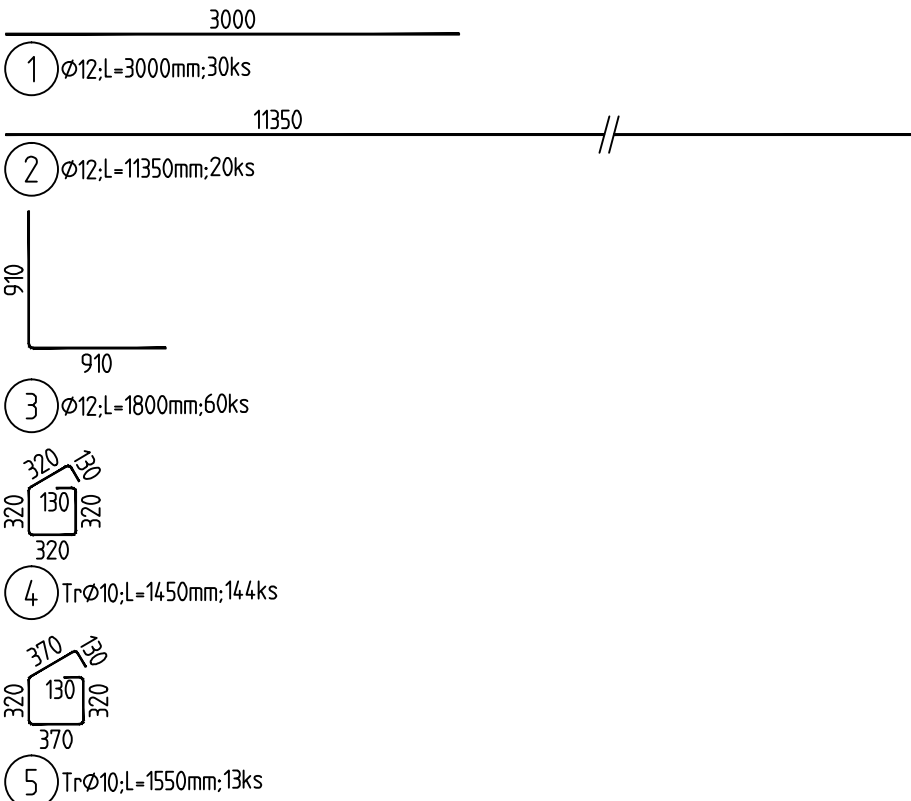 3000
1 Ø12;L=3000mm;30ks
11350
2 Ø12;L=11350mm;20ks
910
910
3 Ø12;L=1800mm;60ks
320 130
320 130 320
320
4 TrØ10;L=1450mm;144ks
370 130
320 130 320
370
5 TrØ10;L=1550mm;13ks